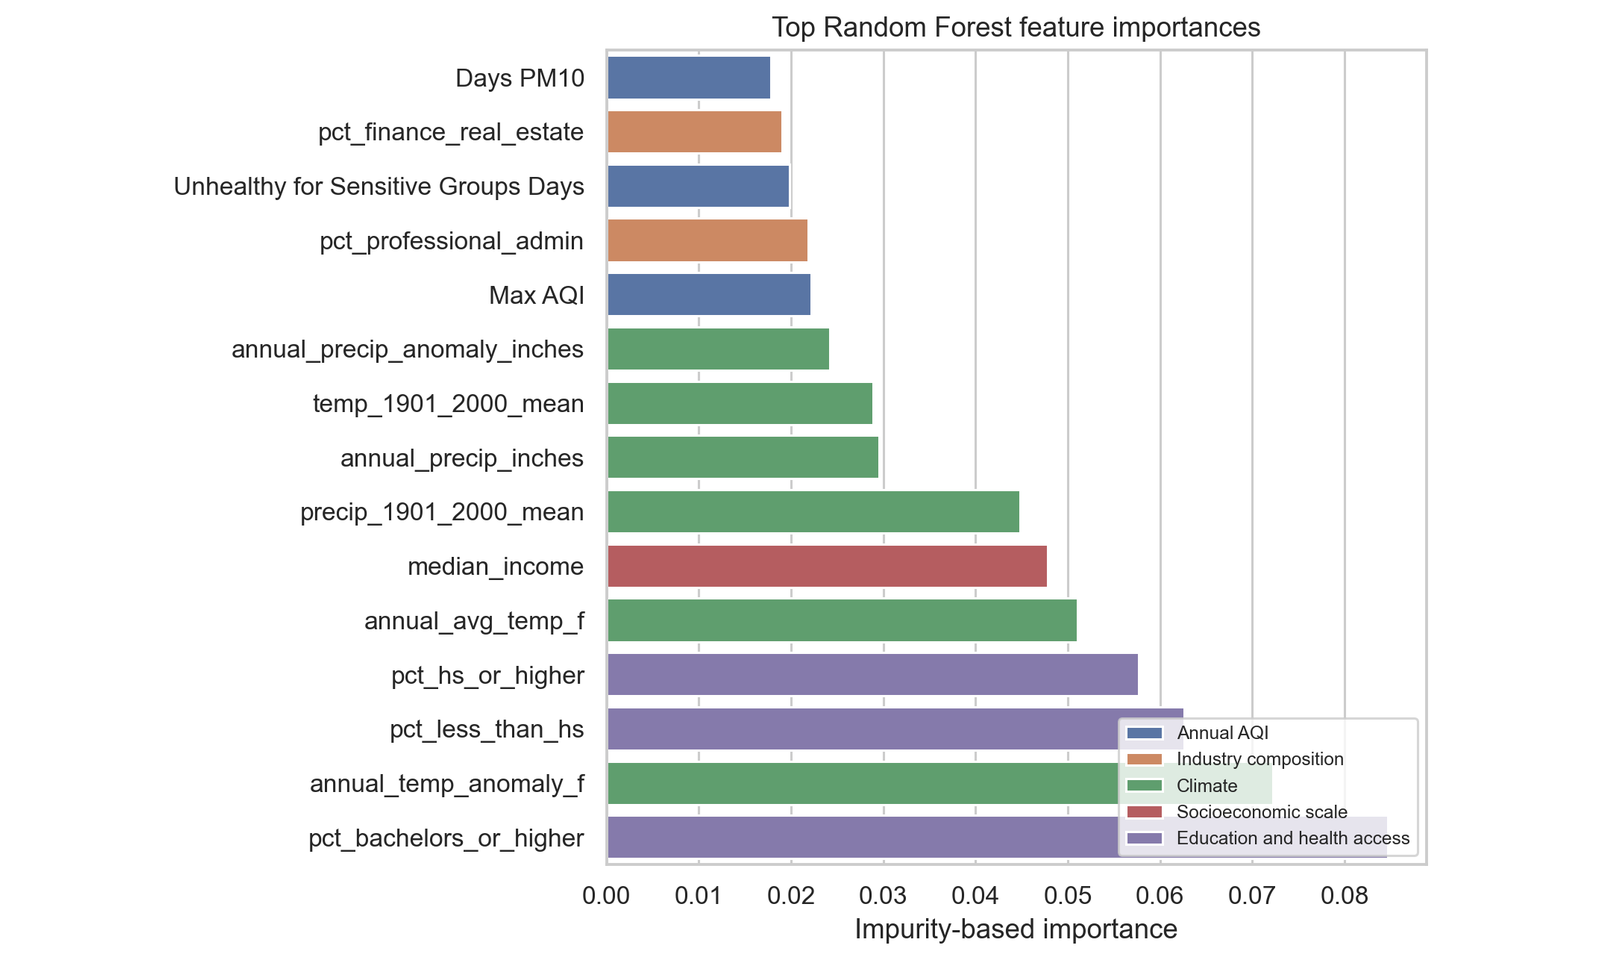 Top Random Forest feature importances
Days PM10
pct_finance_real_estate
Unhealthy for Sensitive Groups Days
pct_professional_admin
Max AQI
annual_precip_anomaly_inches
temp_1901_2000_mean
annual_precip_inches
precip_1901_2000_mean
median_income
annual_avg_temp_f
pct_hs_or_higher
pct_less_than_hs
annual_temp_anomaly_f
pct_bachelors_or_higher
Annual AQI
Industry composition
Climate
Socioeconomic scale
Education and health access
0.00 0.01 0.02 0.03 0.04 0.05 0.06 0.07 0.08
Impurity-based importance